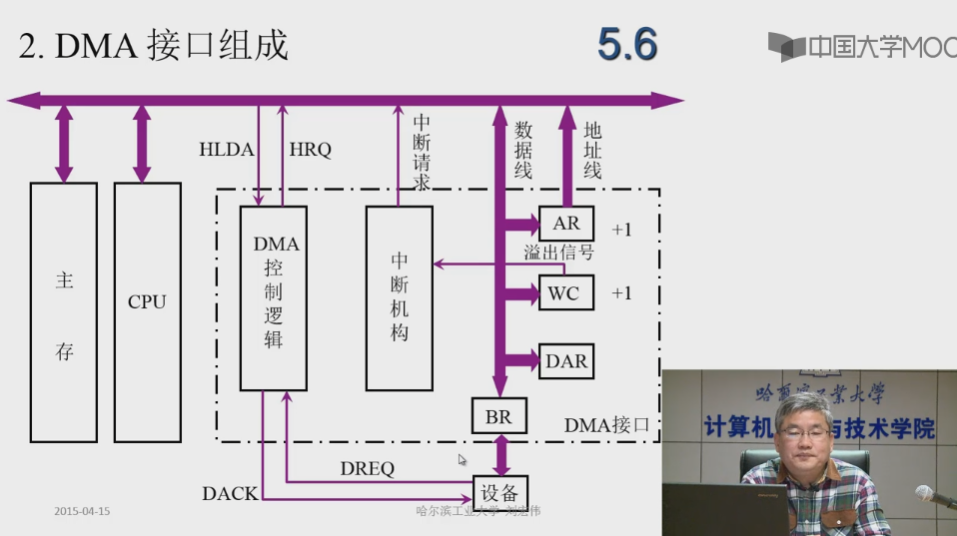 2. DMA 接口组成
5.6
中国大学MOO
HLDA
HRQ
中断请求
数据线
地址线
主存
CPU
DMA控制逻辑
中断机构
AR
+1
溢出信号
WC
+1
DAR
BR
DMA接口
DREQ
DACK
设备
2015-04-15
哈尔滨工业大学 刘宏伟
哈尔滨工业大学
计算机
与技术学院